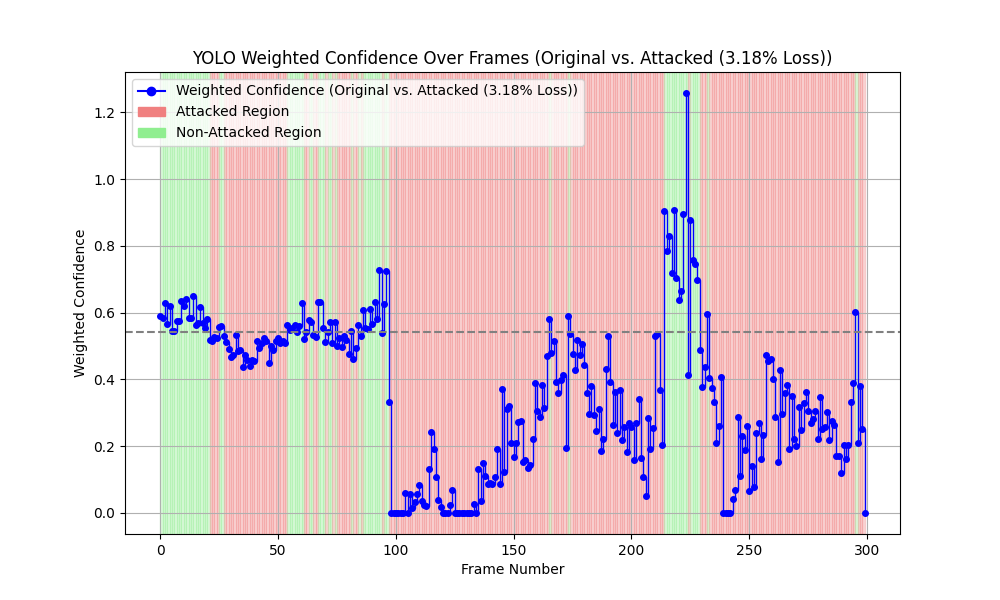 YOLO Weighted Confidence Over Frames (Original vs. Attacked (3.18% Loss))
Weighted Confidence (Original vs. Attacked (3.18% Loss))
Attacked Region
Non-Attacked Region
Weighted Confidence
1.2
1.0
0.8
0.6
0.4
0.2
0.0
0 50 100 150 200 250 300
Frame Number